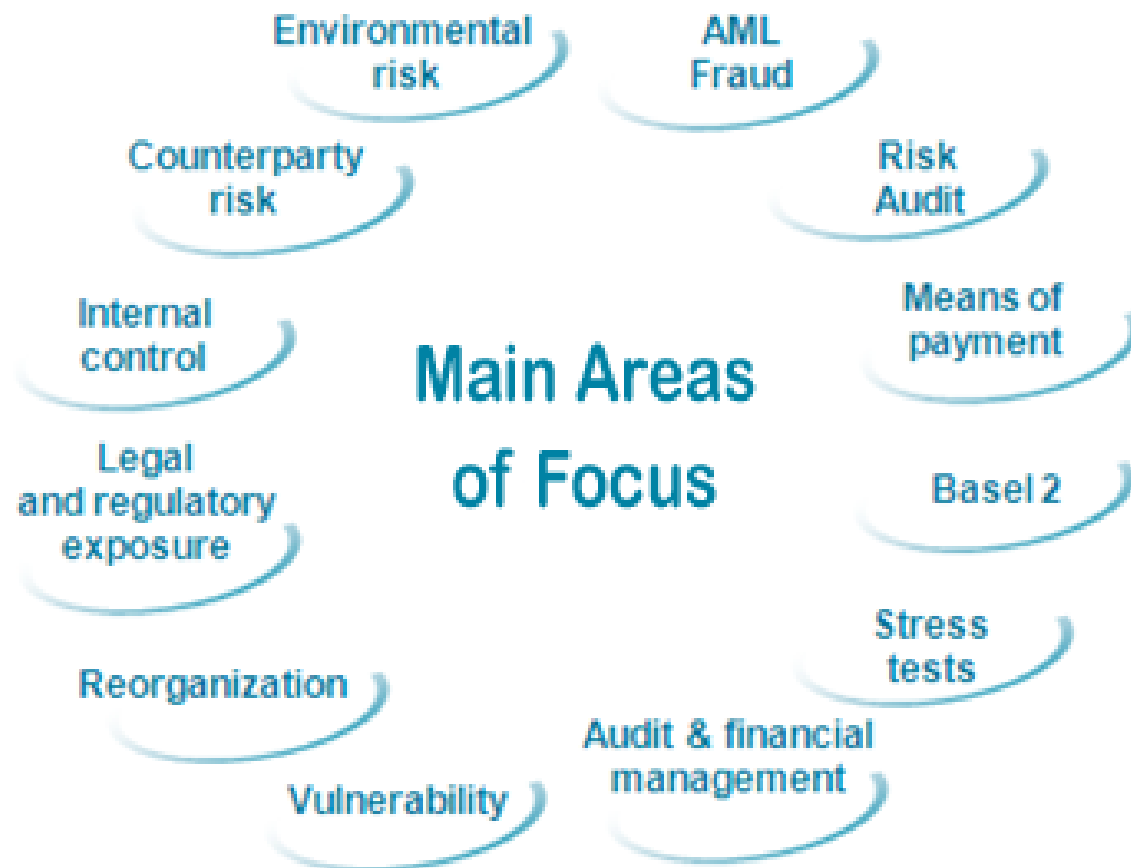 Environmental
risk
AML
Fraud
Counterparty
risk
Risk
Audit
Internal
control
Means of
payment
Main Areas
of Focus
Legal
and regulatory
exposure
Basel 2
Stress
tests
Reorganization
Audit & financial
management
Vulnerability